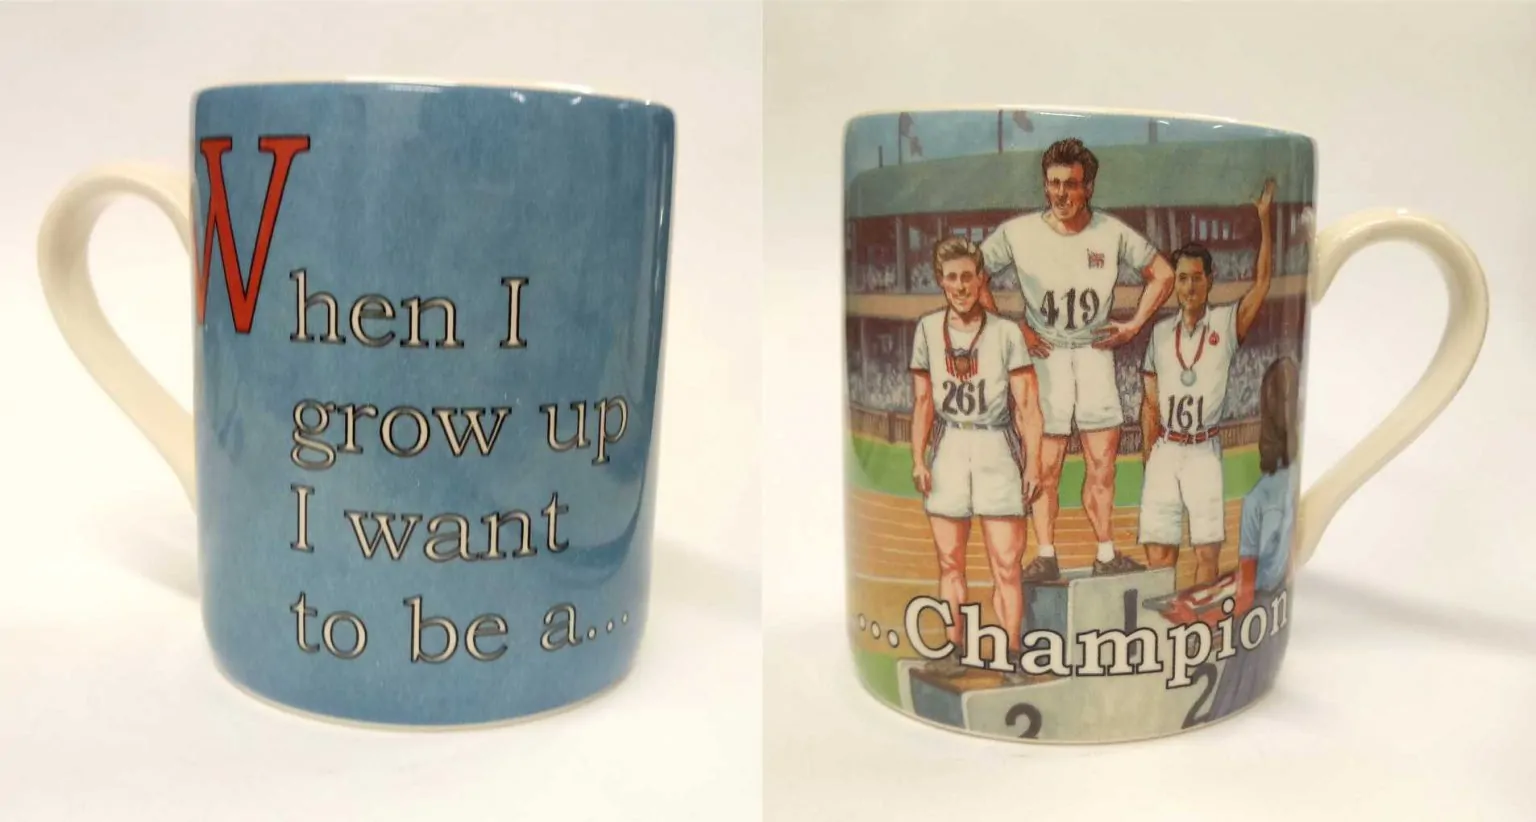 When I
grow up
I want
to be a...
419
261
161
1
...Champion
2
2